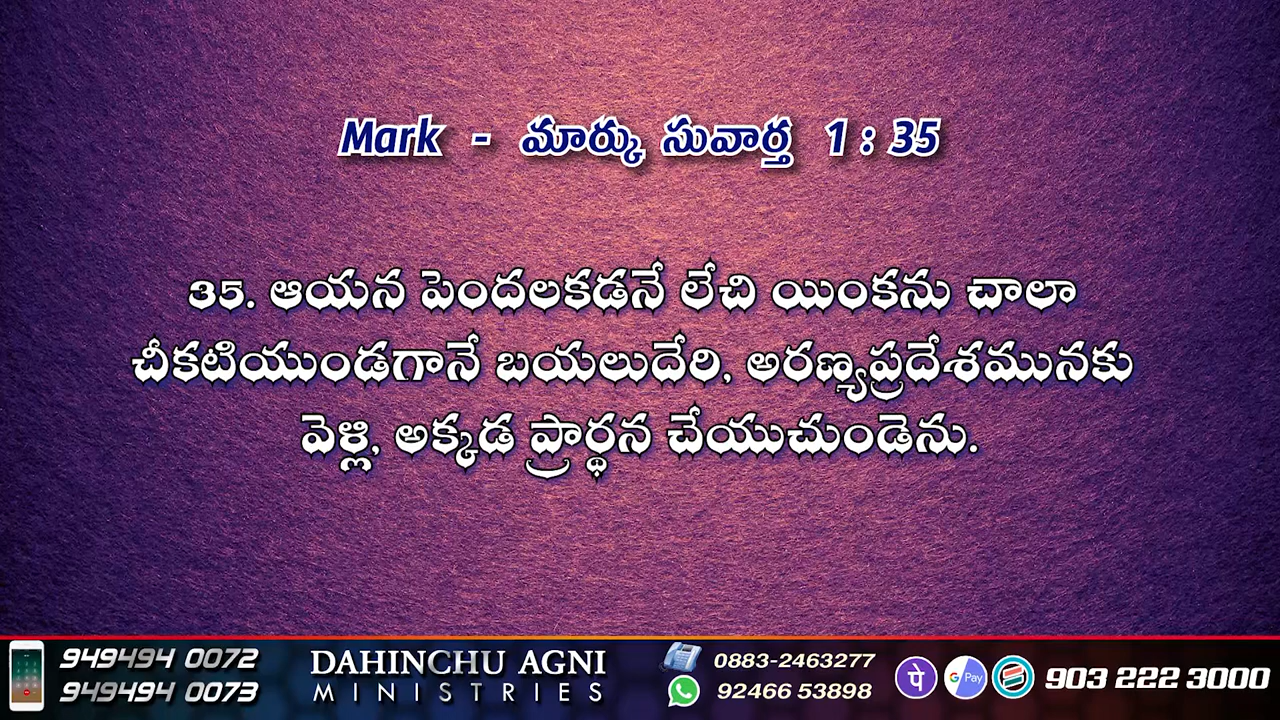 Mark - మార్కు సువార్త 1 : 35
35. ఆయన పెందలకడనే లేచి యింకను చాలా
చీకటియుండగానే బయలుదేరి, అరణ్యప్రదేశమునకు
వెళ్లి, అక్కడ ప్రార్థన చేయుచుండెను.
949494 0072
949494 0073
DAHINCHU AGNI
MINISTRIES
0883-2463277
92466 53898
पे
G Pay
903 222 3000